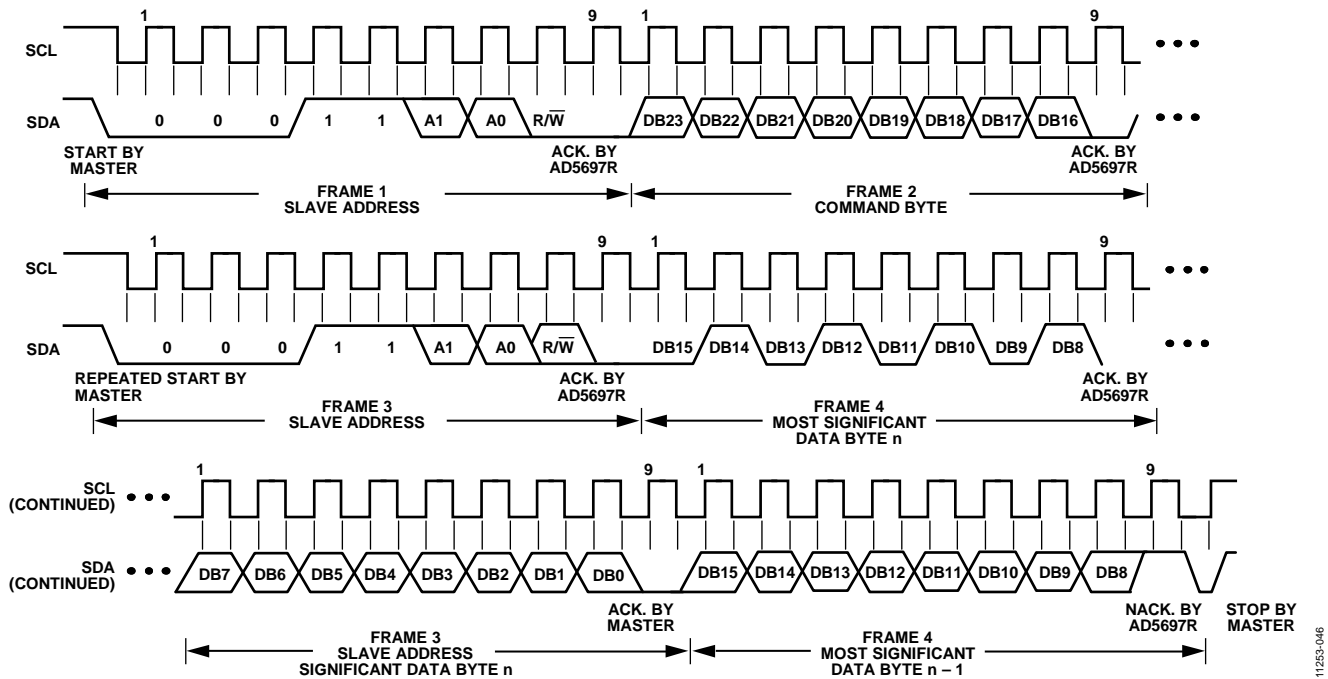 1 9 1 9
SCL
SDA 0 0 0 1 1 A1 A0 R/W̅ DB23 DB22 DB21 DB20 DB19 DB18 DB17 DB16
START BY
MASTER
ACK. BY
AD5697R
ACK. BY
AD5697R
FRAME 1
SLAVE ADDRESS
FRAME 2
COMMAND BYTE
1 9 1 9
SCL
SDA 0 0 0 1 1 A1 A0 R/W̅ DB15 DB14 DB13 DB12 DB11 DB10 DB9 DB8
REPEATED START BY
MASTER
ACK. BY
AD5697R
ACK. BY
AD5697R
FRAME 3
SLAVE ADDRESS
FRAME 4
MOST SIGNIFICANT
DATA BYTE n
1 9 1 9
SCL
(CONTINUED)
SDA
(CONTINUED)
DB7 DB6 DB5 DB4 DB3 DB2 DB1 DB0 DB15 DB14 DB13 DB12 DB11 DB10 DB9 DB8
ACK. BY
MASTER
NACK. BY
AD5697R
STOP BY
MASTER
FRAME 3
SLAVE ADDRESS
SIGNIFICANT DATA BYTE n
FRAME 4
MOST SIGNIFICANT
DATA BYTE n – 1
11253-046